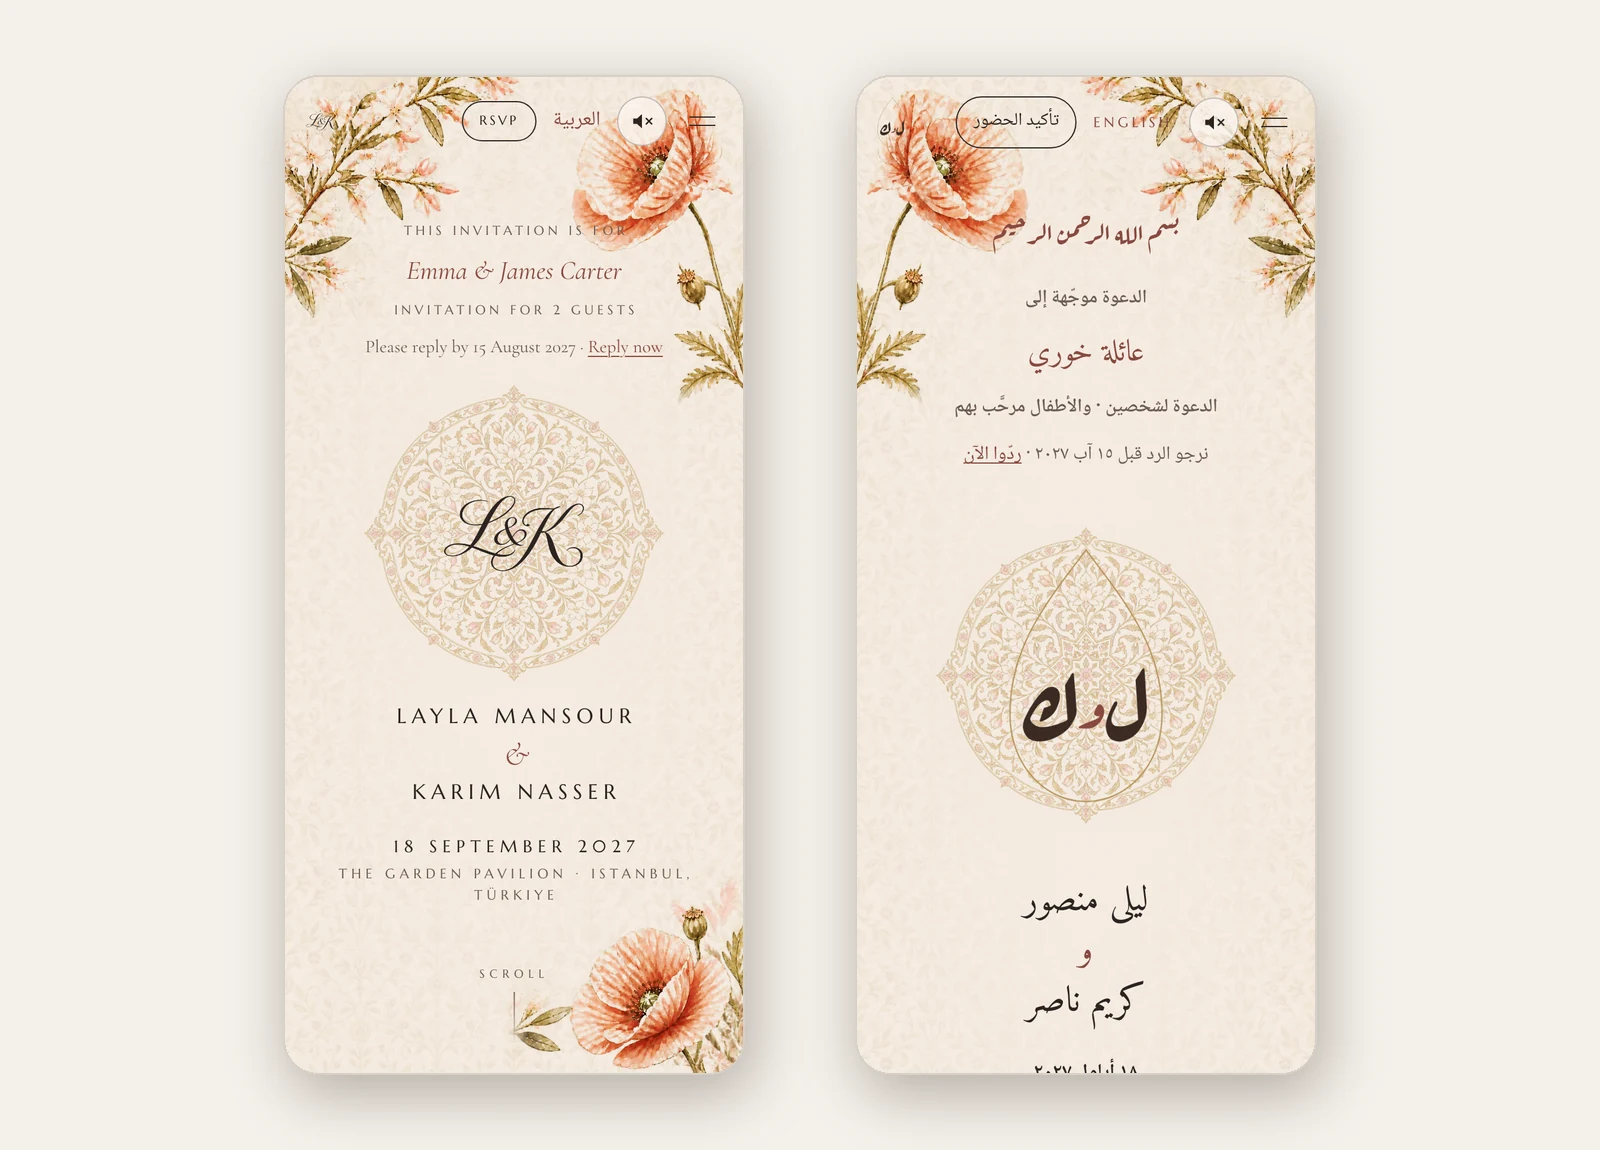 L&K
RSVP
العربية
THIS INVITATION IS FOR
Emma & James Carter
INVITATION FOR 2 GUESTS
Please reply by 15 August 2027 · Reply now
L&K
LAYLA MANSOUR
&
KARIM NASSER
18 SEPTEMBER 2027
THE GARDEN PAVILION · ISTANBUL,
TÜRKIYE
SCROLL
ل و ك
تأكيد الحضور
ENGLISH
بسم الله الرحمن الرحيم
الدعوة موجّهة إلى
عائلة خوري
الدعوة لشخصين · والأطفال مرحَّب بهم
نرجو الرد قبل ١٥ آب ٢٠٢٧ · ردّوا الآن
ل و ك
ليلى منصور
و
كريم ناصر
١٨ أيلول ٢٠٢٧